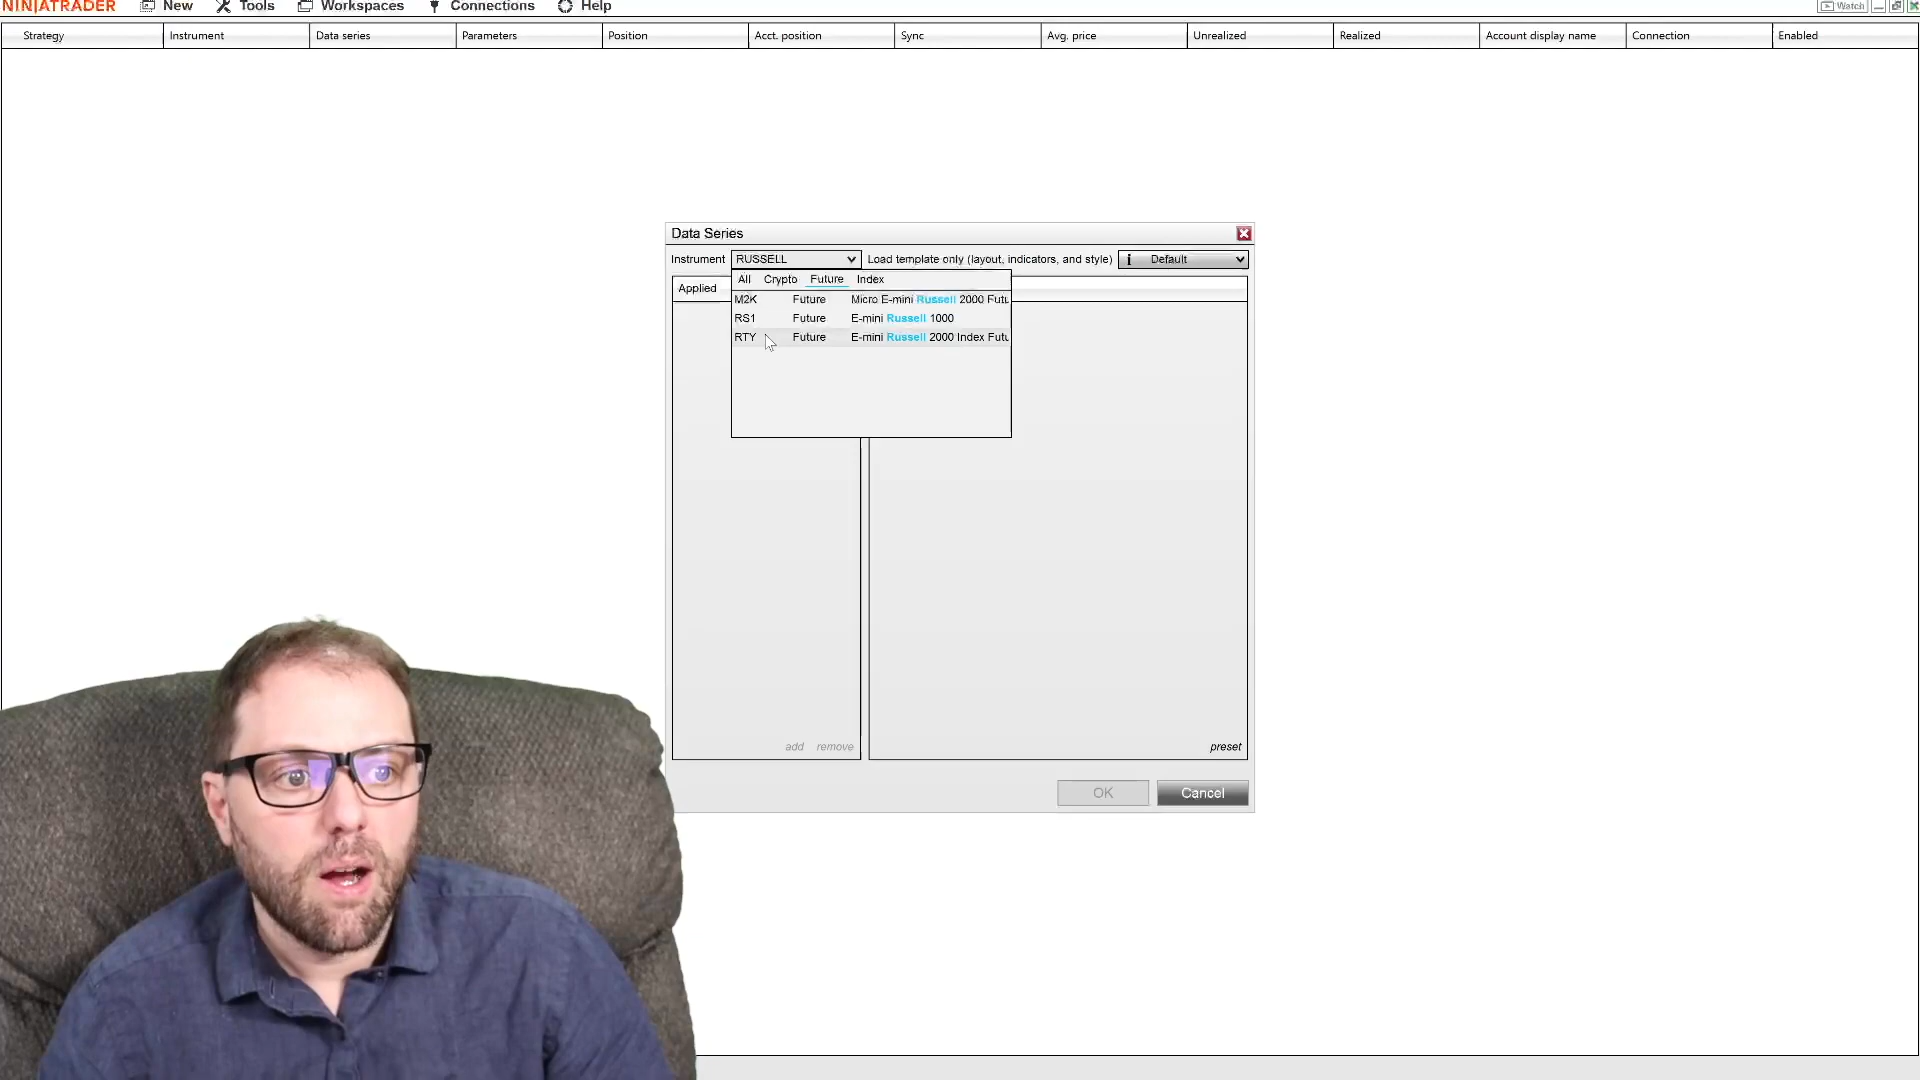 NINJATRADER New Tools Workspaces Connections Help Watch
Strategy Instrument Data series Parameters Position Acct. position Sync Avg. price Unrealized Realized Account display name Connection Enabled
Data Series
Instrument RUSSELL Load template only (layout, indicators, and style) Default
All Crypto Future Index
Applied
M2K Future Micro E-mini Russell 2000 Futu
RS1 Future E-mini Russell 1000
RTY Future E-mini Russell 2000 Index Futu
add remove preset
OK Cancel